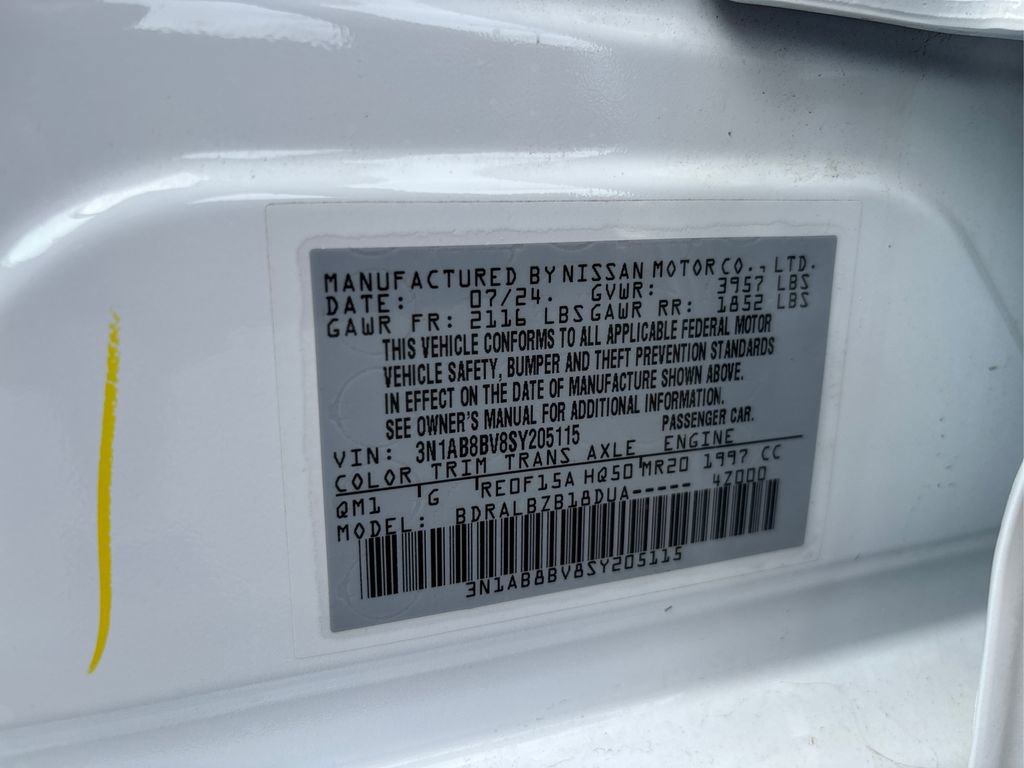 MANUFACTURED BY NISSAN MOTOR CO., LTD.
DATE: 07/24. GVWR: 3957 LBS
GAWR FR: 2116 LBS GAWR RR: 1852 LBS
THIS VEHICLE CONFORMS TO ALL APPLICABLE FEDERAL MOTOR
VEHICLE SAFETY, BUMPER AND THEFT PREVENTION STANDARDS
IN EFFECT ON THE DATE OF MANUFACTURE SHOWN ABOVE.
SEE OWNER'S MANUAL FOR ADDITIONAL INFORMATION.
VIN: 3N1AB8BV8SY205115 PASSENGER CAR.
COLOR TRIM TRANS AXLE ENGINE
QM1 G RE0F15A HQ50 MR20 1997 CC
MODEL: BDRALBZB18DUA----- 4Z000
3N1AB8BV8SY205115